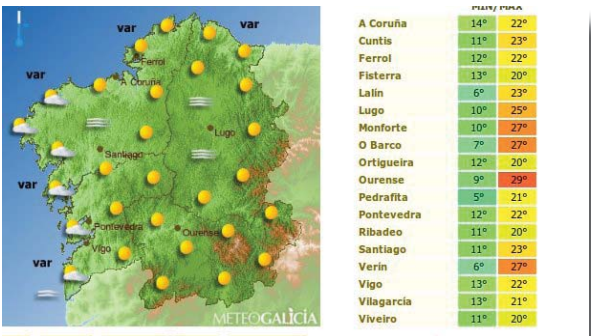 var
var
Ferrol
var
A Coruña
Lugo
Santiago
var
Pontevedra
Ourense
Vigo
var
METEOGALICIA
MIN/MAX
A Coruña 14° 22°
Cuntis 11° 23°
Ferrol 12° 22°
Fisterra 13° 20°
Lalín 6° 23°
Lugo 10° 25°
Monforte 10° 27°
O Barco 7° 27°
Ortigueira 12° 20°
Ourense 9° 29°
Pedrafita 5° 21°
Pontevedra 12° 22°
Ribadeo 11° 20°
Santiago 11° 23°
Verin 6° 27°
Vigo 13° 22°
Vilagarcia 13° 21°
Viveiro 11° 20°